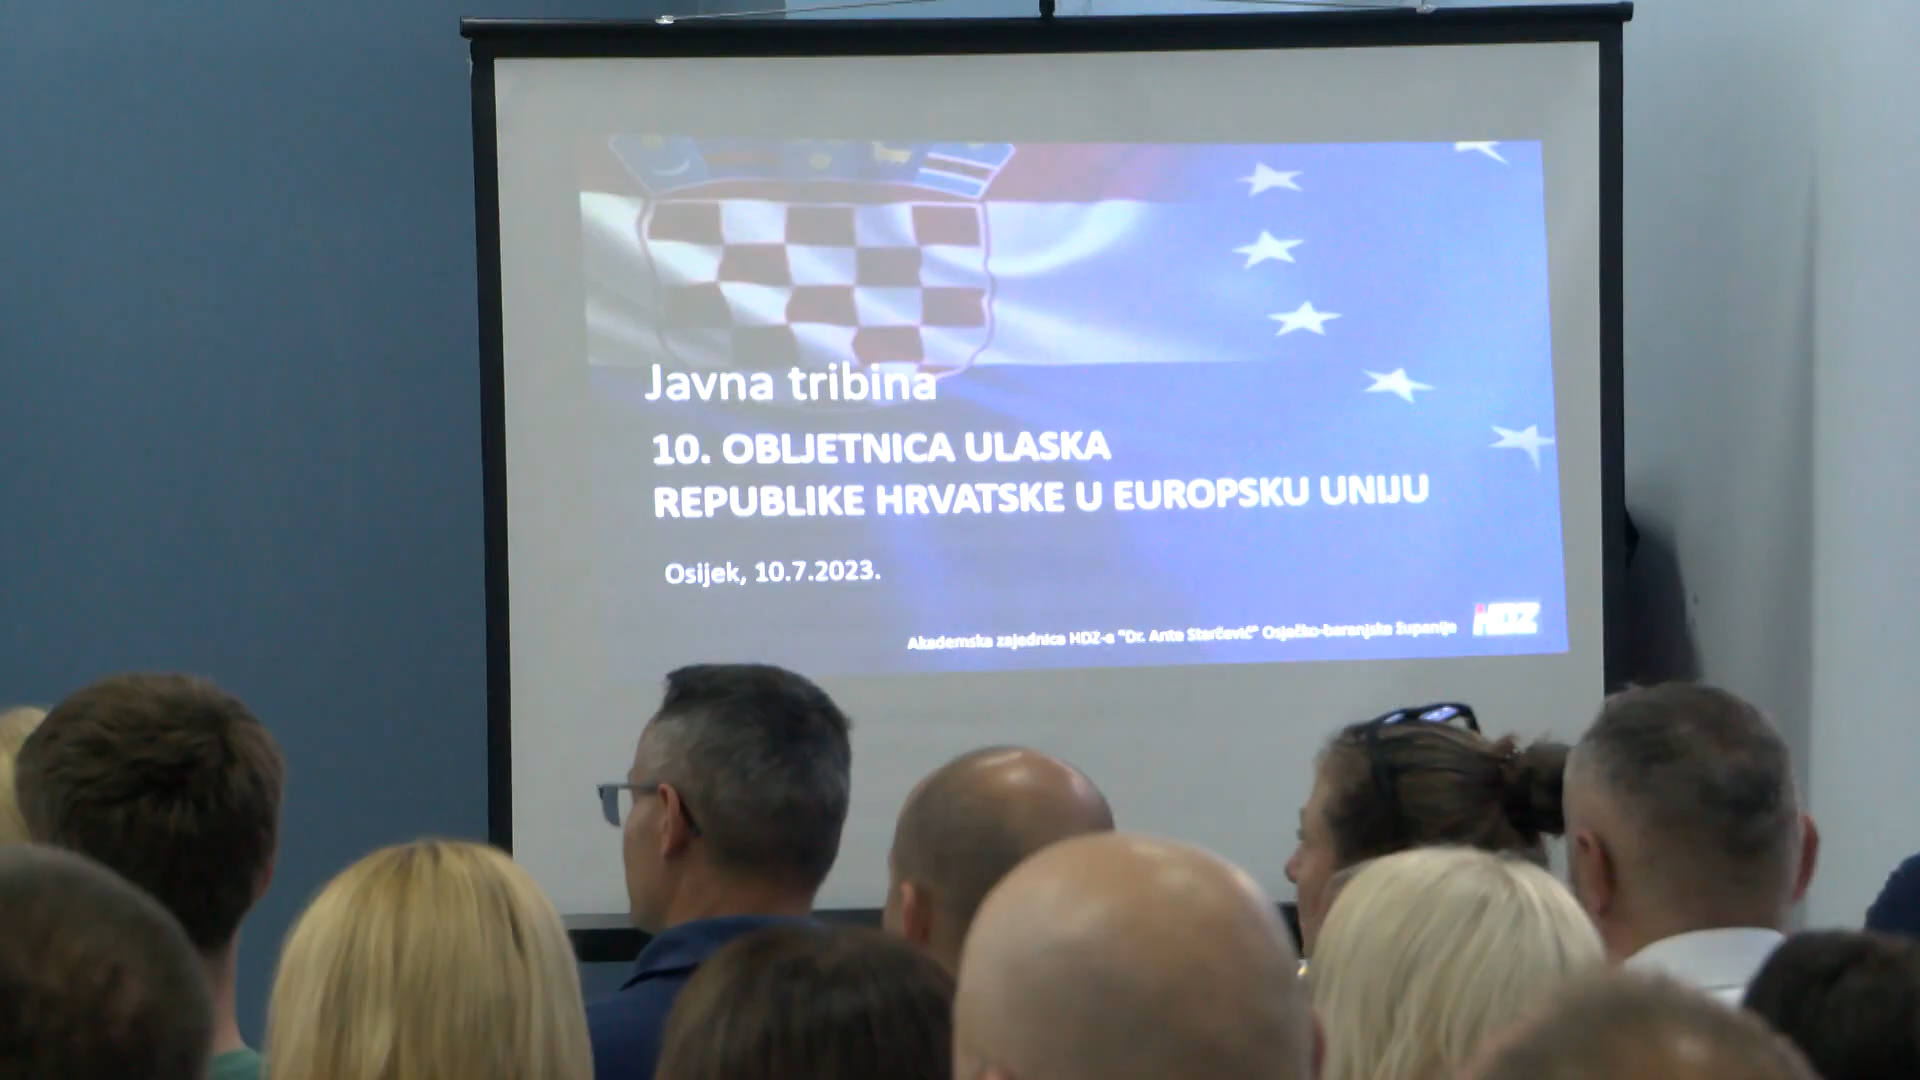 Javna tribina
10. OBLJETNICA ULASKA
REPUBLIKE HRVATSKE U EUROPSKU UNIJU
Osijek, 10.7.2023.
Akademska zajednica HDZ-a "Dr. Ante Starčević" Osječko-baranjske županije
HDZ